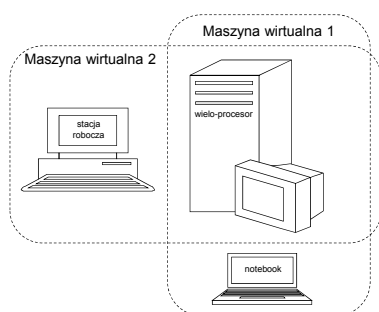 Maszyna wirtualna 1
Maszyna wirtualna 2
wielo-procesor
stacja
robocza
notebook